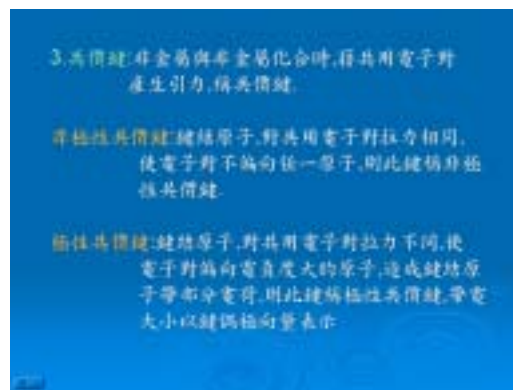 3.共價鍵:非金屬與非金屬化合時,藉共用電子對
產生引力,稱共價鍵.
非極性共價鍵:鍵結原子,對共用電子對拉力相同,
使電子對不偏向任一原子,則此鍵稱非極
性共價鍵.
極性共價鍵:鍵結原子,對共用電子對拉力不同,使
電子對偏向電負度大的原子,造成鍵結原
子帶部分電荷,則此鍵稱極性共價鍵,帶電
大小以鍵偶極向量表示